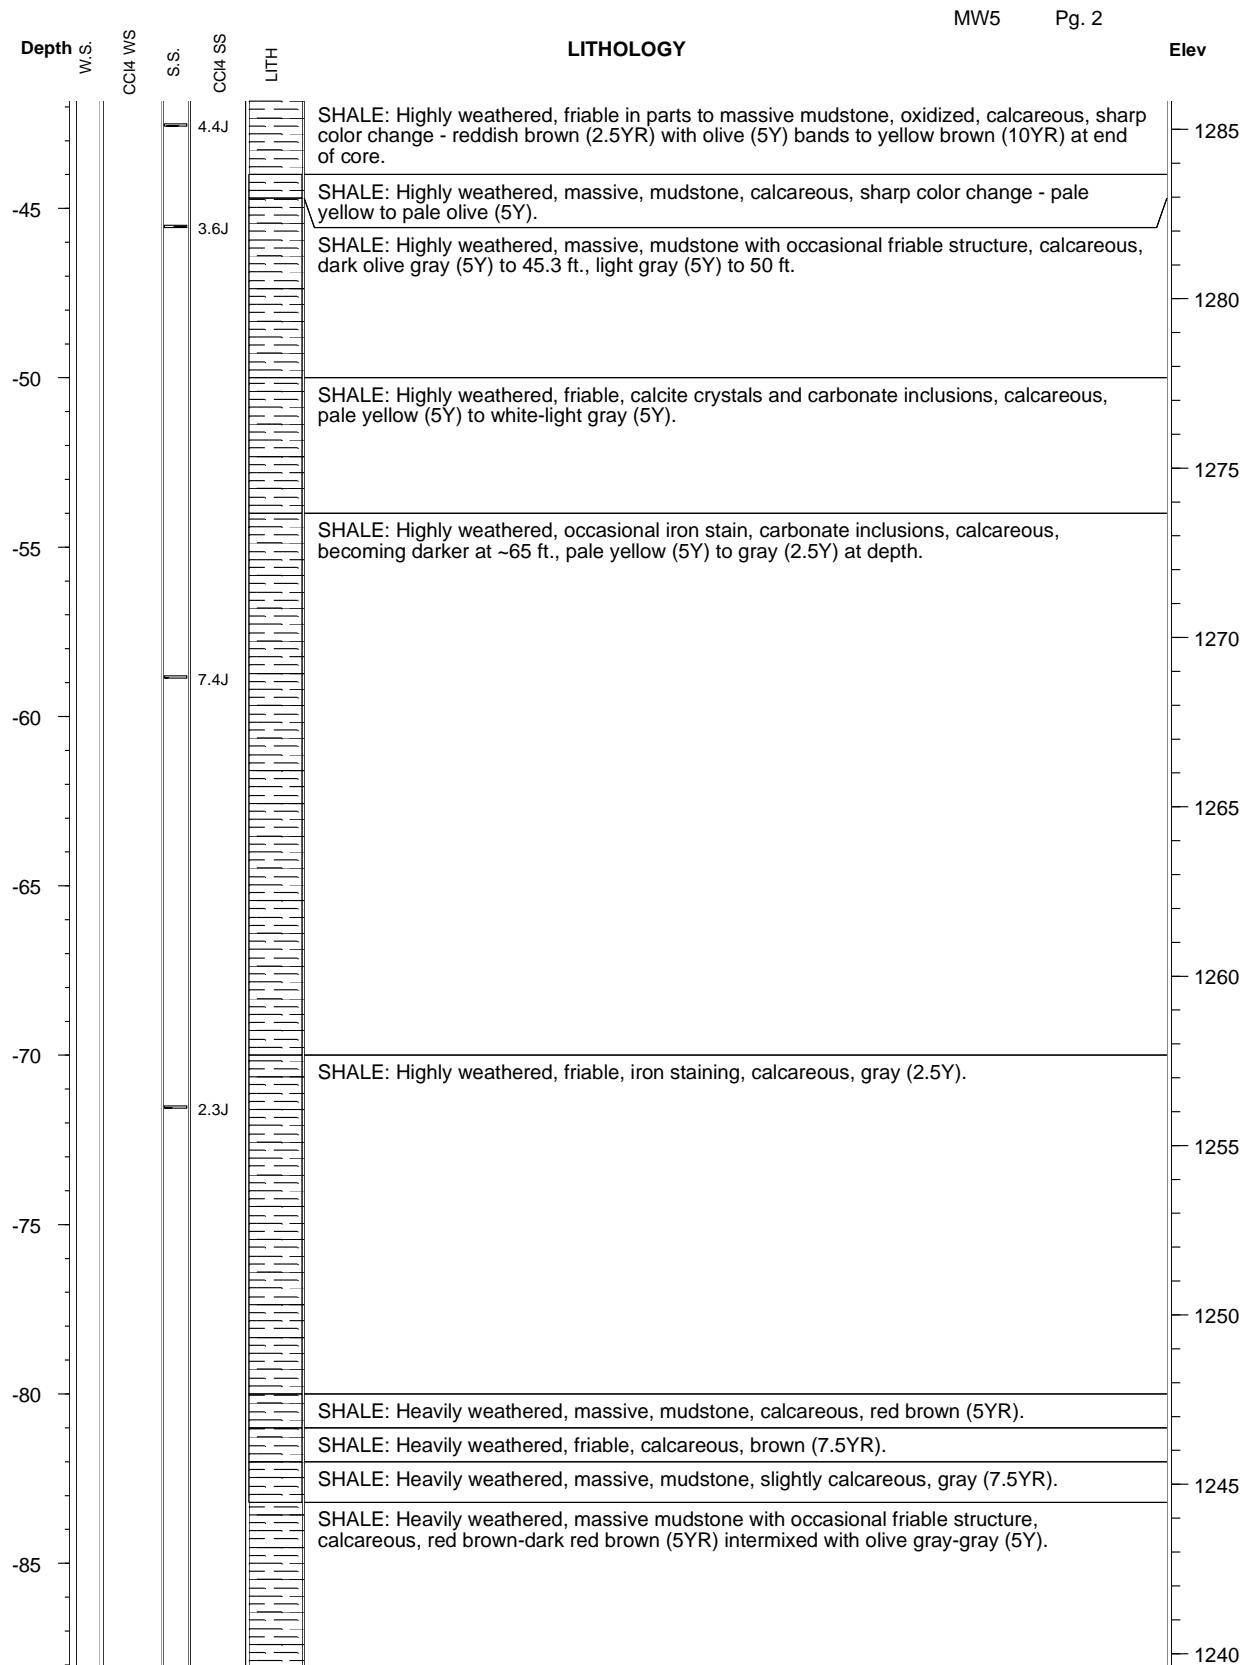 MW5 Pg. 2
Depth W.S. CCl4 WS S.S. CCl4 SS LITH LITHOLOGY Elev
SHALE: Highly weathered, friable in parts to massive mudstone, oxidized, calcareous, sharp
4.4J
color change - reddish brown (2.5YR) with olive (5Y) bands to yellow brown (10YR) at end
1285
of core.
SHALE: Highly weathered, massive, mudstone, calcareous, sharp color change - pale
-45
yellow to pale olive (5Y).
3.6J
SHALE: Highly weathered, massive, mudstone with occasional friable structure, calcareous,
dark olive gray (5Y) to 45.3 ft., light gray (5Y) to 50 ft.
1280
-50
SHALE: Highly weathered, friable, calcite crystals and carbonate inclusions, calcareous,
pale yellow (5Y) to white-light gray (5Y).
1275
SHALE: Highly weathered, occasional iron stain, carbonate inclusions, calcareous,
-55
becoming darker at ~65 ft., pale yellow (5Y) to gray (2.5Y) at depth.
1270
7.4J
-60
1265
-65
1260
-70
SHALE: Highly weathered, friable, iron staining, calcareous, gray (2.5Y).
2.3J
1255
-75
1250
-80
SHALE: Heavily weathered, massive, mudstone, calcareous, red brown (5YR).
SHALE: Heavily weathered, friable, calcareous, brown (7.5YR).
SHALE: Heavily weathered, massive, mudstone, slightly calcareous, gray (7.5YR).
1245
SHALE: Heavily weathered, massive mudstone with occasional friable structure,
calcareous, red brown-dark red brown (5YR) intermixed with olive gray-gray (5Y).
-85
1240